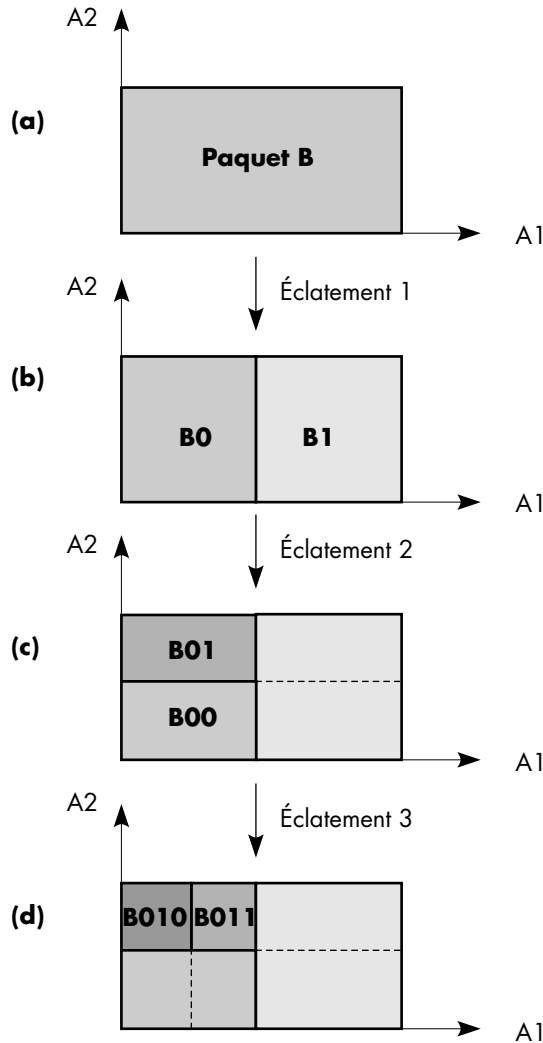 A2
(a)
Paquet B
A1
Éclatement 1
A2
(b)
B0 B1
A1
Éclatement 2
A2
(c)
B01
B00
A1
Éclatement 3
A2
(d)
B010 B011
A1